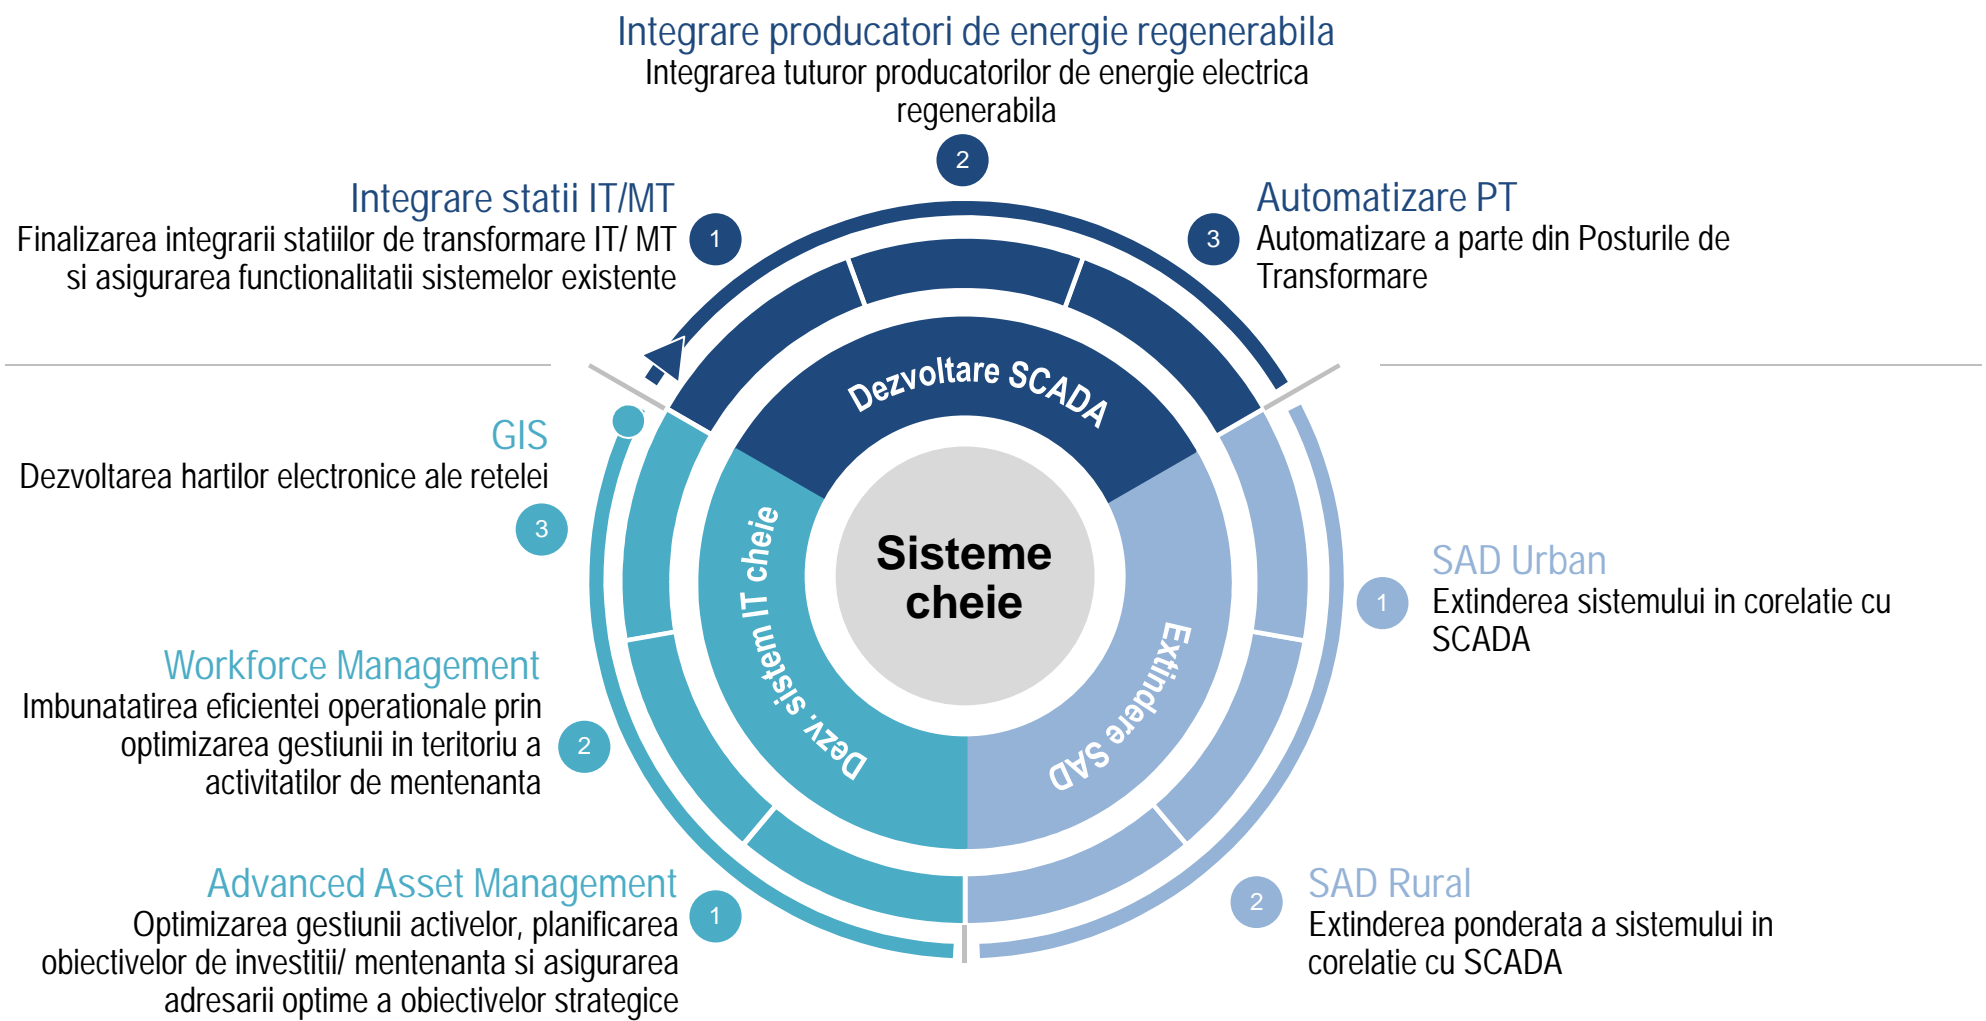 Integrare producatori de energie regenerabila
Integrarea tuturor producatorilor de energie electrica
regenerabila
2
Integrare statii IT/MT
Finalizarea integrarii statiilor de transformare IT/ MT
si asigurarea functionalitatii sistemelor existente
1
3
Automatizare PT
Automatizare a parte din Posturile de
Transformare
Dezvoltare SCADA
GIS
Dezvoltarea hartilor electronice ale retelei
3
Dezv. sistem IT cheie
Sisteme
cheie
Extindere SAD
1
SAD Urban
Extinderea sistemului in corelatie cu
SCADA
Workforce Management
Imbunatatirea eficientei operationale prin
optimizarea gestiunii in teritoriu a
activitatilor de mentenanta
2
Advanced Asset Management
Optimizarea gestiunii activelor, planificarea
obiectivelor de investitii/ mentenanta si asigurarea
adresarii optime a obiectivelor strategice
1
2
SAD Rural
Extinderea ponderata a sistemului in
corelatie cu SCADA